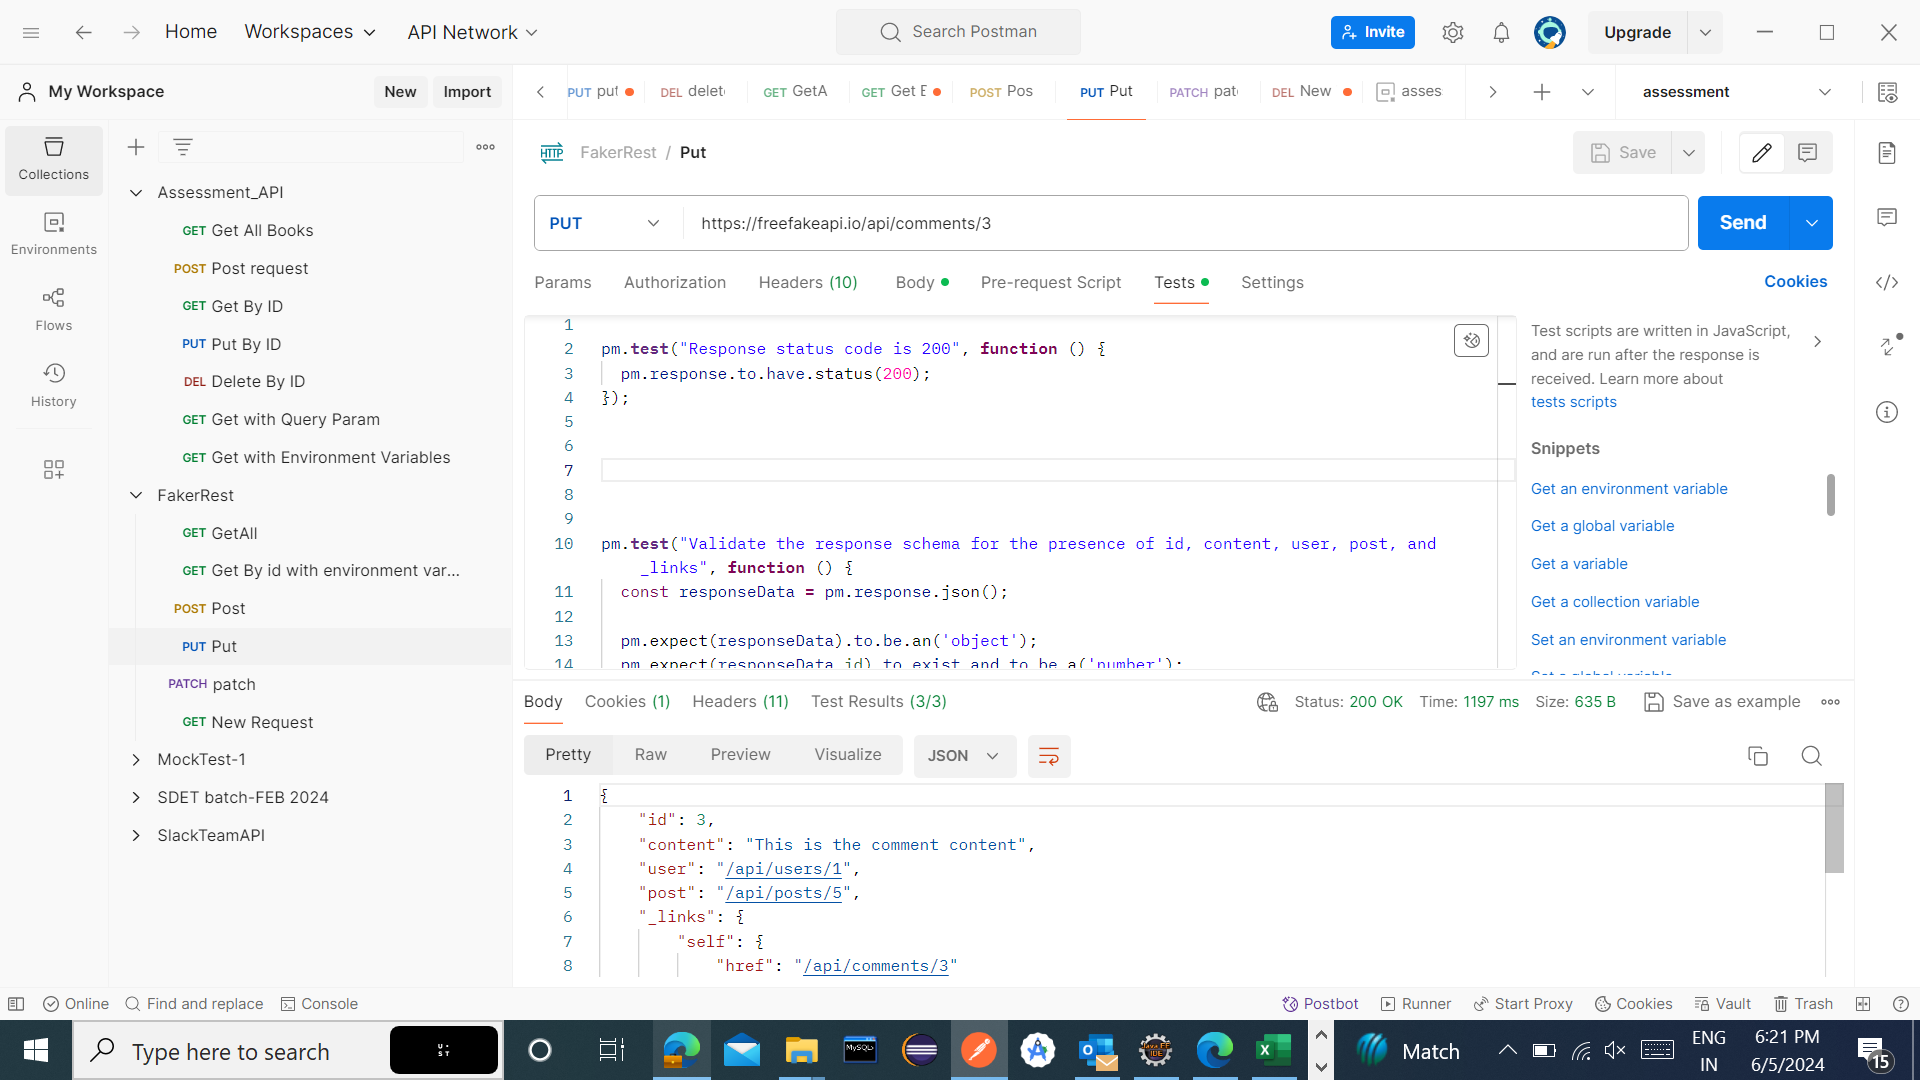 Home
Workspaces
API Network
Search Postman
Invite
Upgrade
My Workspace
New
Import
PUT put
DEL delet
GET GetA
GET Get E
POST Pos
PUT Put
PATCH pat
DEL New
asses
assessment
Collections
Environments
Flows
History
Assessment_API
GET Get All Books
POST Post request
GET Get By ID
PUT Put By ID
DEL Delete By ID
GET Get with Query Param
GET Get with Environment Variables
FakerRest
GET GetAll
GET Get By id with environment var...
POST Post
PUT Put
PATCH patch
GET New Request
MockTest-1
SDET batch-FEB 2024
SlackTeamAPI
HTTP FakerRest / Put
Save
PUT
https://freefakeapi.io/api/comments/3
Send
Params
Authorization
Headers (10)
Body
Pre-request Script
Tests
Settings
Cookies
1
2 pm.test("Response status code is 200", function () {
3 pm.response.to.have.status(200);
4 });
5
6
7
8
9
10 pm.test("Validate the response schema for the presence of id, content, user, post, and
_links", function () {
11 const responseData = pm.response.json();
12
13 pm.expect(responseData).to.be.an('object');
14 pm.expect(responseData.id).to.exist.and.to.be.a('number');
Test scripts are written in JavaScript,
and are run after the response is
received. Learn more about
tests scripts
Snippets
Get an environment variable
Get a global variable
Get a variable
Get a collection variable
Set an environment variable
Set a global variable
Body
Cookies (1)
Headers (11)
Test Results (3/3)
Status: 200 OK
Time: 1197 ms
Size: 635 B
Save as example
Pretty
Raw
Preview
Visualize
JSON
1 {
2 "id": 3,
3 "content": "This is the comment content",
4 "user": "/api/users/1",
5 "post": "/api/posts/5",
6 "_links": {
7 "self": {
8 "href": "/api/comments/3"
Online
Find and replace
Console
Postbot
Runner
Start Proxy
Cookies
Vault
Trash
Type here to search
U · ST
MySQL
Java EE IDE
Match
ENG
IN
6:21 PM
6/5/2024
15